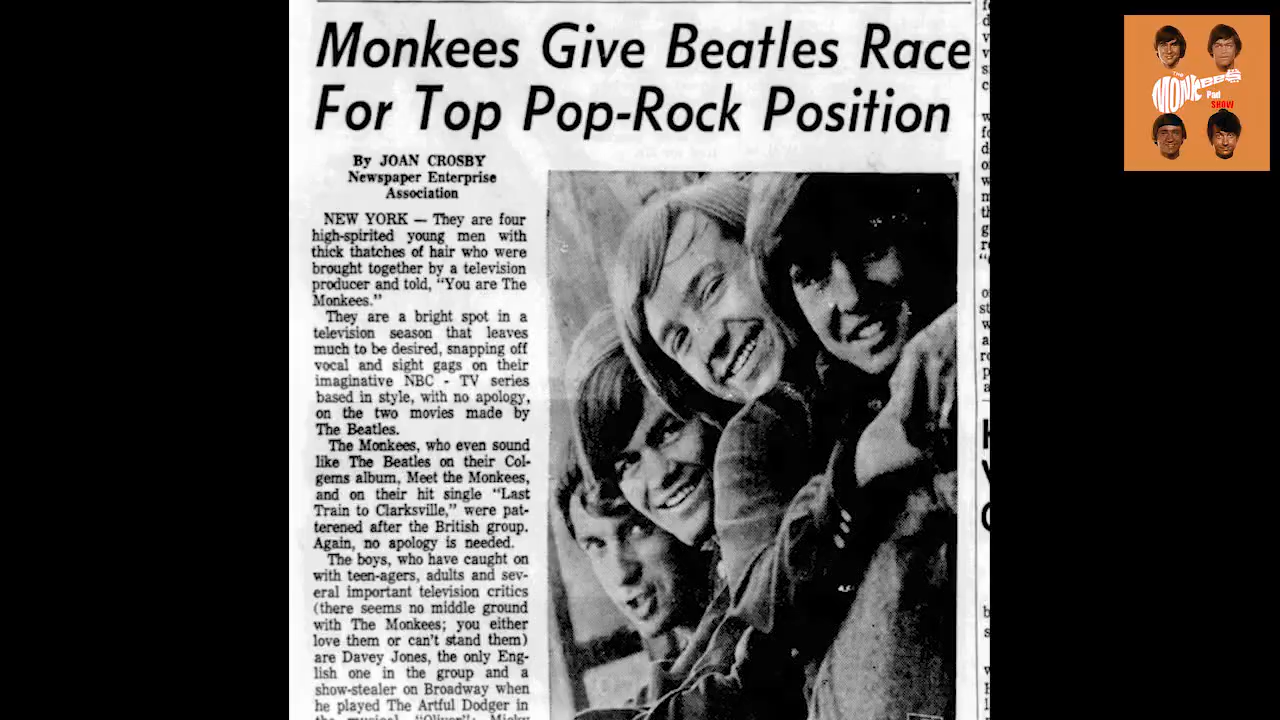 Monkees Give Beatles Race
For Top Pop-Rock Position
By JOAN CROSBY
Newspaper Enterprise
Association
NEW YORK — They are four
high-spirited young men with
thick thatches of hair who were
brought together by a television
producer and told, "You are The
Monkees."
They are a bright spot in a
television season that leaves
much to be desired, snapping off
vocal and sight gags on their
imaginative NBC - TV series
based in style, with no apology,
on the two movies made by
The Beatles.
The Monkees, who even sound
like The Beatles on their Col-
gems album, Meet the Monkees,
and on their hit single "Last
Train to Clarksville," were pat-
terened after the British group.
Again, no apology is needed.
The boys, who have caught on
with teen-agers, adults and sev-
eral important television critics
(there seems no middle ground
with The Monkees; you either
love them or can't stand them)
are Davey Jones, the only Eng-
lish one in the group and a
show-stealer on Broadway when
he played The Artful Dodger in
the musical, "Oliver"; Micky
THE
MONKEES
Pad
SHOW